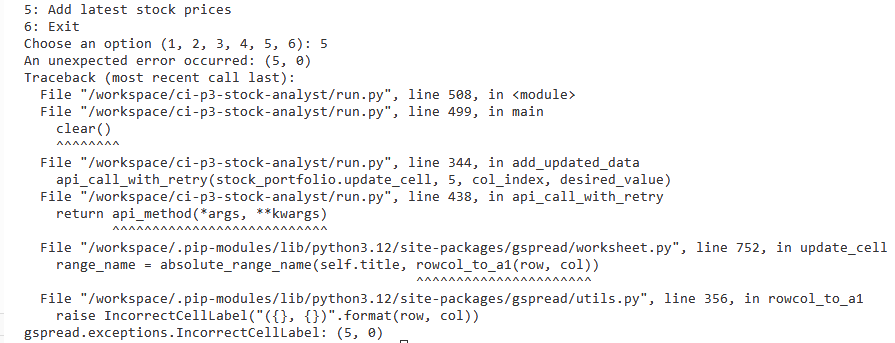 5: Add latest stock prices
6: Exit
Choose an option (1, 2, 3, 4, 5, 6): 5
An unexpected error occurred: (5, 0)
Traceback (most recent call last):
  File "/workspace/ci-p3-stock-analyst/run.py", line 508, in <module>
  File "/workspace/ci-p3-stock-analyst/run.py", line 499, in main
    clear()
    ^^^^^^^^
  File "/workspace/ci-p3-stock-analyst/run.py", line 344, in add_updated_data
    api_call_with_retry(stock_portfolio.update_cell, 5, col_index, desired_value)
  File "/workspace/ci-p3-stock-analyst/run.py", line 438, in api_call_with_retry
    return api_method(*args, **kwargs)
           ^^^^^^^^^^^^^^^^^^^^^^^^^^^
  File "/workspace/.pip-modules/lib/python3.12/site-packages/gspread/worksheet.py", line 752, in update_cell
    range_name = absolute_range_name(self.title, rowcol_to_a1(row, col))
                                                 ^^^^^^^^^^^^^^^^^^^^^^
  File "/workspace/.pip-modules/lib/python3.12/site-packages/gspread/utils.py", line 356, in rowcol_to_a1
    raise IncorrectCellLabel("({}, {})".format(row, col))
gspread.exceptions.IncorrectCellLabel: (5, 0)